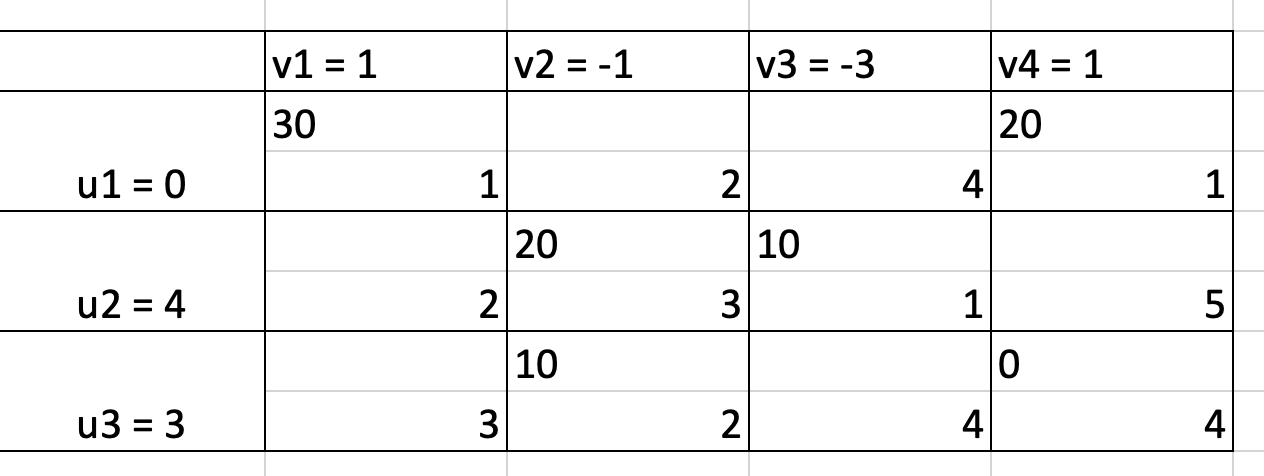 v1 = 1 v2 = -1 v3 = -3 v4 = 1
30 20
u1 = 0 1 2 4 1
20 10
u2 = 4 2 3 1 5
10 0
u3 = 3 3 2 4 4